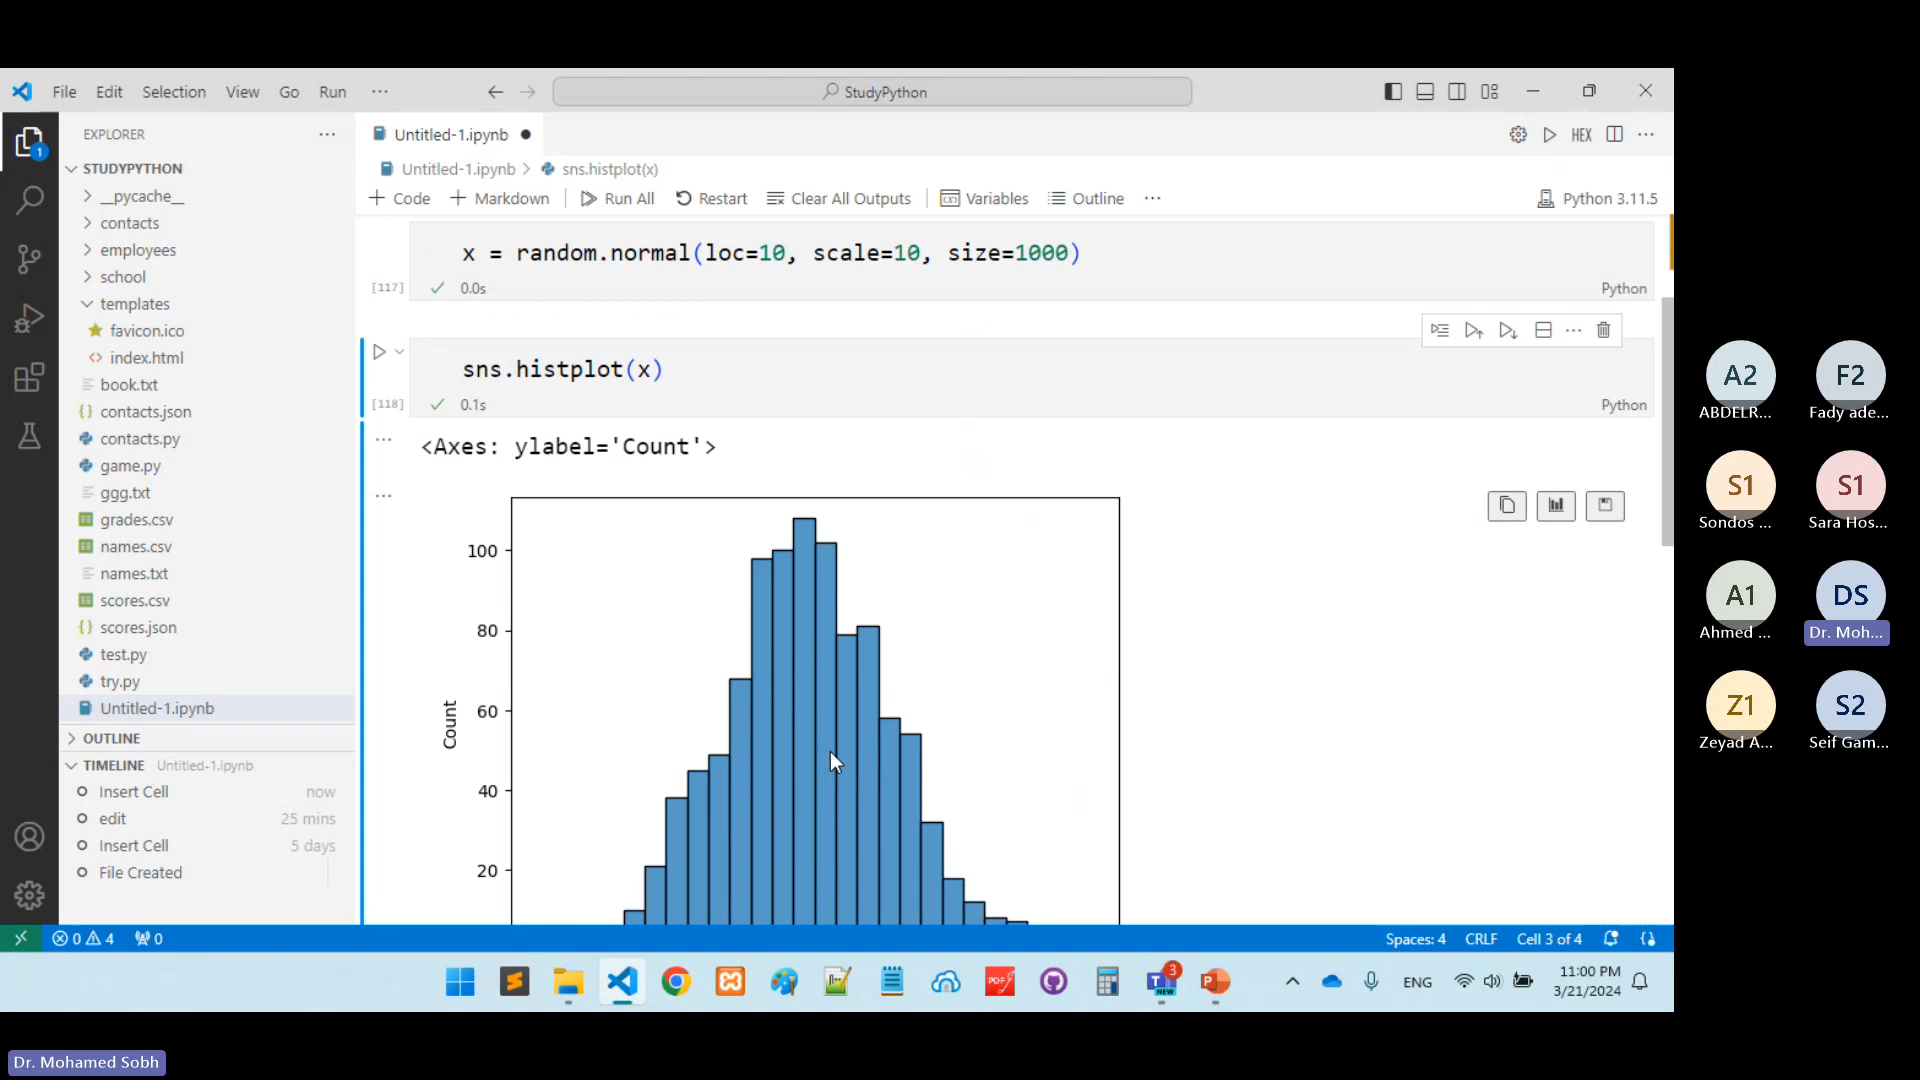 File Edit Selection View Go Run ···
StudyPython
EXPLORER ···
Untitled-1.ipynb
HEX
STUDYPYTHON
Untitled-1.ipynb > sns.histplot(x)
__pycache__
+ Code + Markdown Run All Restart Clear All Outputs Variables Outline ···
Python 3.11.5
contacts
employees
school
templates
favicon.ico
index.html
book.txt
contacts.json
contacts.py
game.py
ggg.txt
grades.csv
names.csv
names.txt
scores.csv
scores.json
test.py
try.py
Untitled-1.ipynb
OUTLINE
TIMELINE Untitled-1.ipynb
Insert Cell now
edit 25 mins
Insert Cell 5 days
File Created
x = random.normal(loc=10, scale=10, size=1000)
[117] 0.0s Python
sns.histplot(x)
[118] 0.1s Python
<Axes: ylabel='Count'>
100
80
60
40
20
Count
0 4 0
Spaces: 4 CRLF Cell 3 of 4
1
3
NEW
ENG
11:00 PM
3/21/2024
A2
ABDELR...
F2
Fady ade...
S1
Sondos ...
S1
Sara Hos...
A1
Ahmed ...
DS
Dr. Moh...
Z1
Zeyad A...
S2
Seif Gam...
Dr. Mohamed Sobh